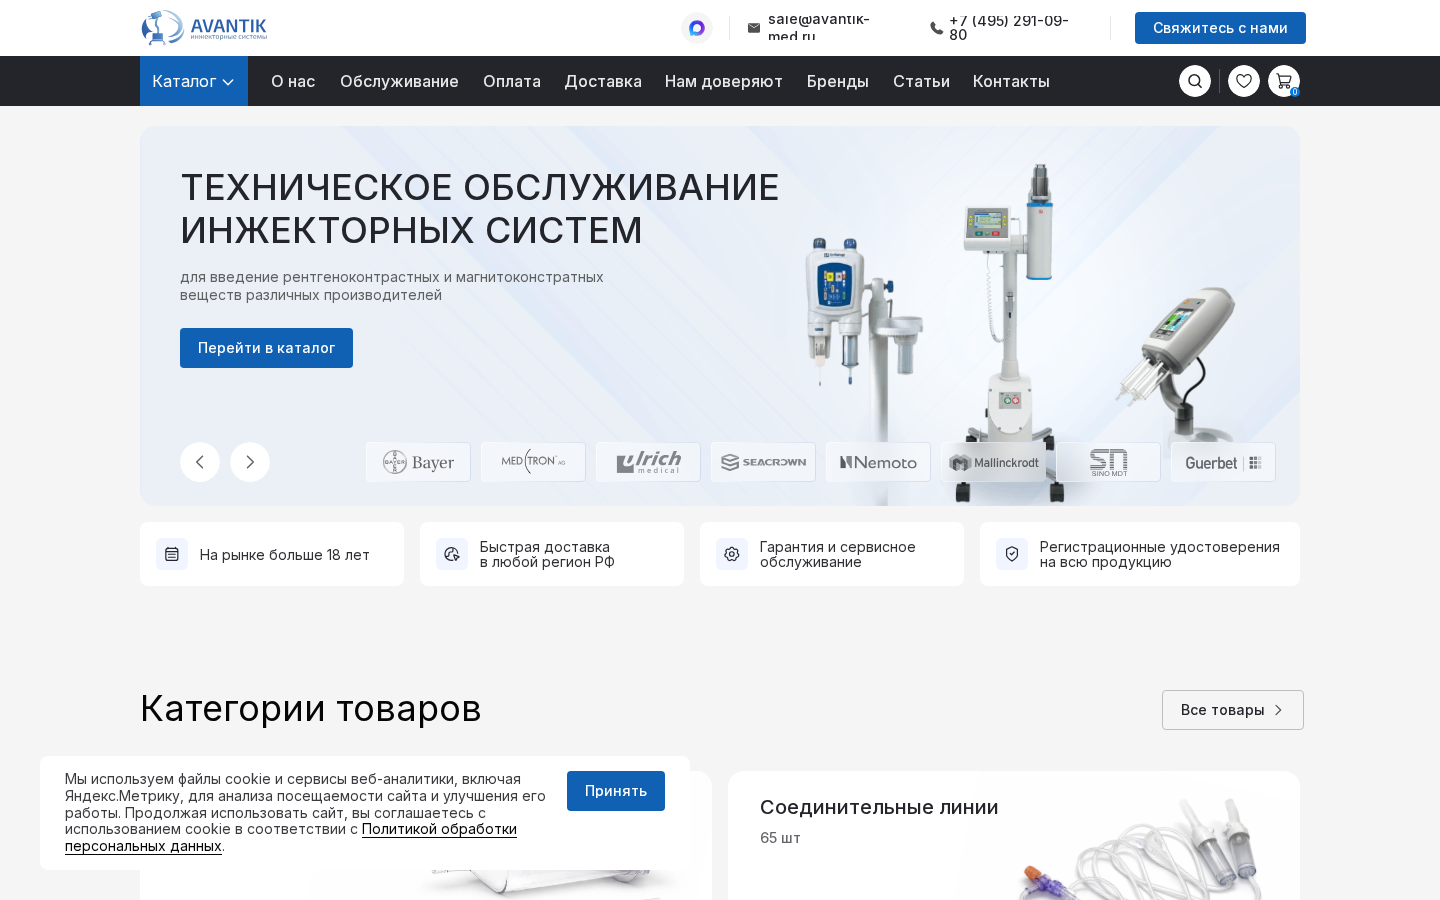 AVANTIK
инжекторные системы
sale@avantik-
med.ru
+7 (495) 291-09-
80
Свяжитесь с нами
Каталог
О нас
Обслуживание
Оплата
Доставка
Нам доверяют
Бренды
Статьи
Контакты
0
ТЕХНИЧЕСКОЕ ОБСЛУЖИВАНИЕ
ИНЖЕКТОРНЫХ СИСТЕМ
для введение рентгеноконтрастных и магнитоконстратных
веществ различных производителей
Перейти в каталог
BAYER
Bayer
MEDTRON AG
ulrich
medical
SEACROWN
Nemoto
Mallinckrodt
SINO MDT
Guerbet
На рынке больше 18 лет
Быстрая доставка
в любой регион РФ
Гарантия и сервисное
обслуживание
Регистрационные удостоверения
на всю продукцию
Категории товаров
Все товары
Мы используем файлы cookie и сервисы веб-аналитики, включая
Яндекс.Метрику, для анализа посещаемости сайта и улучшения его
работы. Продолжая использовать сайт, вы соглашаетесь с
использованием cookie в соответствии с Политикой обработки
персональных данных.
Принять
Соединительные линии
65 шт